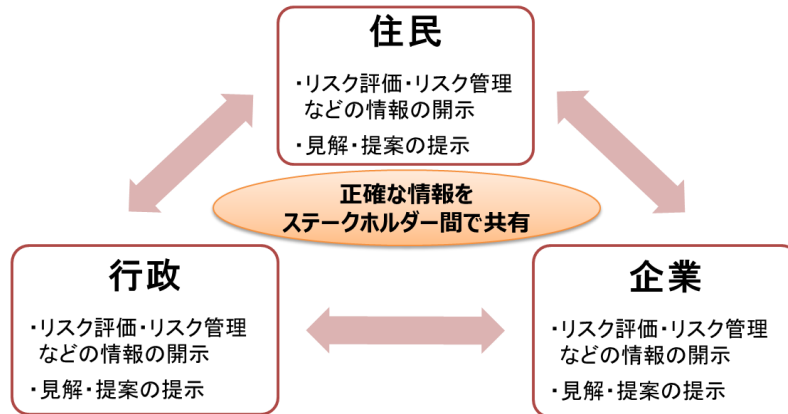 住民
・リスク評価・リスク管理
などの情報の開示
・見解・提案の提示
正確な情報を
ステークホルダー間で共有
行政
・リスク評価・リスク管理
などの情報の開示
・見解・提案の提示
企業
・リスク評価・リスク管理
などの情報の開示
・見解・提案の提示